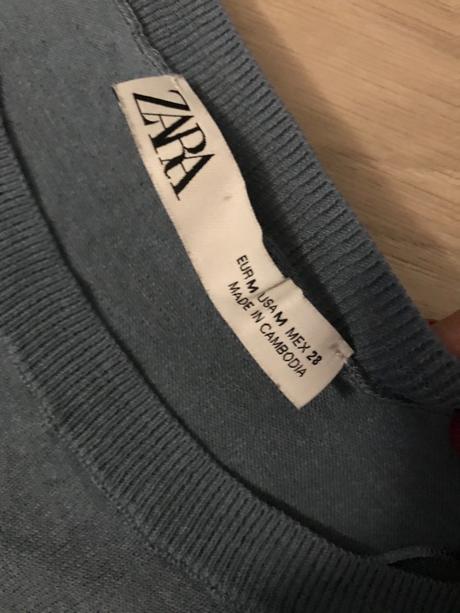 ZARA
EUR M USA M MEX 28
MADE IN CAMBODIA